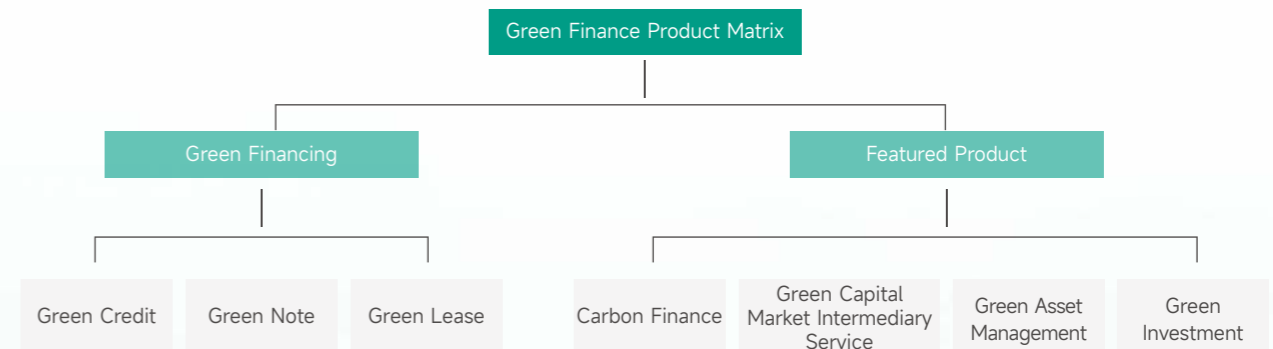 Green Finance Product Matrix
Green Financing
Featured Product
Green Credit
Green Note
Green Lease
Carbon Finance
Green Capital
Market Intermediary
Service
Green Asset
Management
Green
Investment